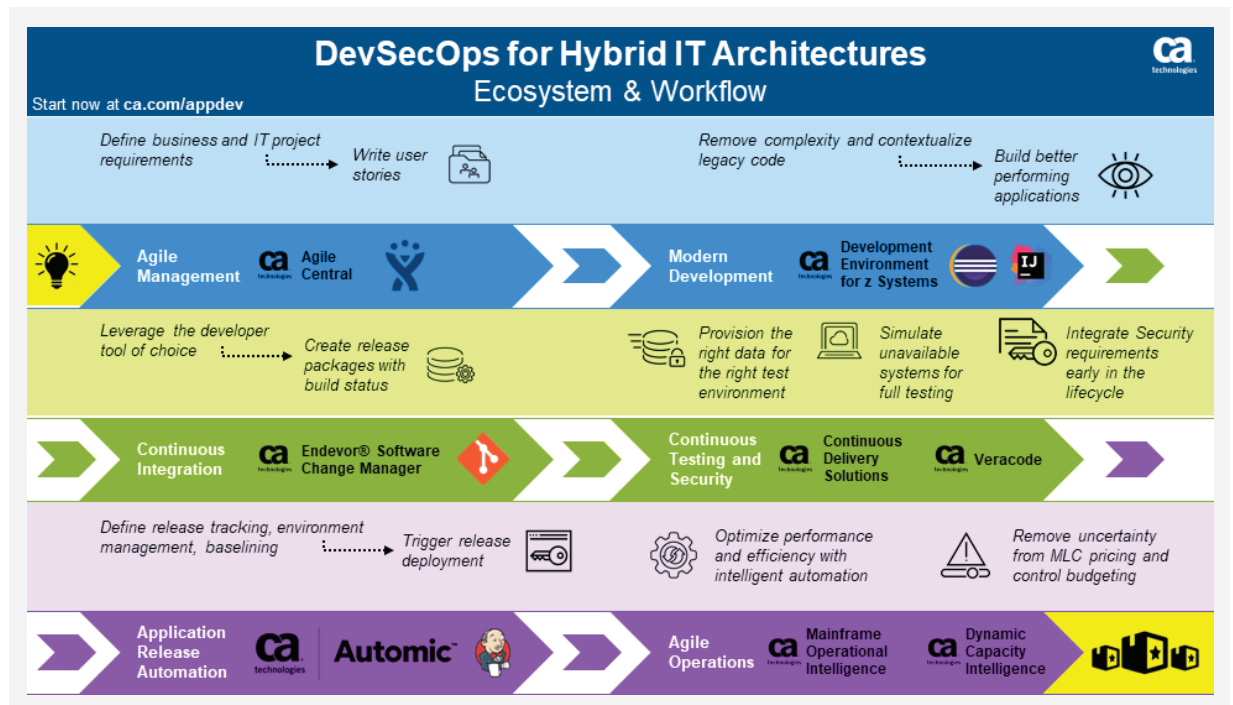 DevSecOps for Hybrid IT Architectures
Ecosystem & Workflow
Start now at ca.com/appdev
ca
technologies
Define business and IT project
requirements
Write user
stories
Remove complexity and contextualize
legacy code
Build better
performing
applications
Agile
Management
ca
technologies
Agile
Central
Modern
Development
ca
technologies
Development
Environment
for z Systems
IJ
Leverage the developer
tool of choice
Create release
packages with
build status
Provision the
right data for
the right test
environment
Simulate
unavailable
systems for
full testing
Integrate Security
requirements
early in the
lifecycle
Continuous
Integration
ca
technologies
Endevor® Software
Change Manager
Continuous
Testing and
Security
ca
technologies
Continuous
Delivery
Solutions
ca
technologies
Veracode
Define release tracking, environment
management, baselining
Trigger release
deployment
Optimize performance
and efficiency with
intelligent automation
Remove uncertainty
from MLC pricing and
control budgeting
Application
Release
Automation
ca
technologies
Automic™
Agile
Operations
ca
technologies
Mainframe
Operational
Intelligence
ca
technologies
Dynamic
Capacity
Intelligence